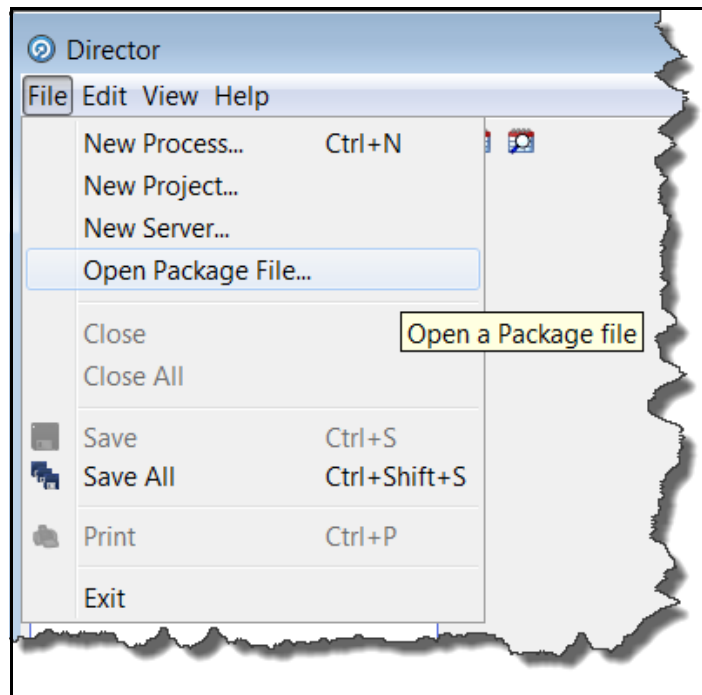 Director
File Edit View Help
New Process... Ctrl+N
New Project...
New Server...
Open Package File...
Close
Open a Package file
Close All
Save Ctrl+S
Save All Ctrl+Shift+S
Print Ctrl+P
Exit